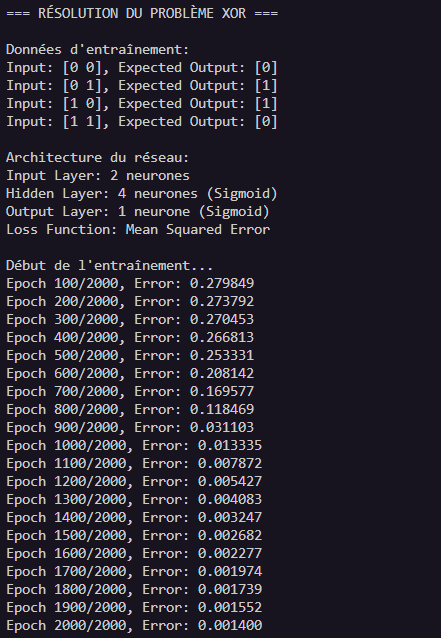 === RÉSOLUTION DU PROBLÈME XOR ===
Données d'entraînement:
Input: [0 0], Expected Output: [0]
Input: [0 1], Expected Output: [1]
Input: [1 0], Expected Output: [1]
Input: [1 1], Expected Output: [0]
Architecture du réseau:
Input Layer: 2 neurones
Hidden Layer: 4 neurones (Sigmoid)
Output Layer: 1 neurone (Sigmoid)
Loss Function: Mean Squared Error
Début de l'entraînement...
Epoch 100/2000, Error: 0.279849
Epoch 200/2000, Error: 0.273792
Epoch 300/2000, Error: 0.270453
Epoch 400/2000, Error: 0.266813
Epoch 500/2000, Error: 0.253331
Epoch 600/2000, Error: 0.208142
Epoch 700/2000, Error: 0.169577
Epoch 800/2000, Error: 0.118469
Epoch 900/2000, Error: 0.031103
Epoch 1000/2000, Error: 0.013335
Epoch 1100/2000, Error: 0.007872
Epoch 1200/2000, Error: 0.005427
Epoch 1300/2000, Error: 0.004083
Epoch 1400/2000, Error: 0.003247
Epoch 1500/2000, Error: 0.002682
Epoch 1600/2000, Error: 0.002277
Epoch 1700/2000, Error: 0.001974
Epoch 1800/2000, Error: 0.001739
Epoch 1900/2000, Error: 0.001552
Epoch 2000/2000, Error: 0.001400